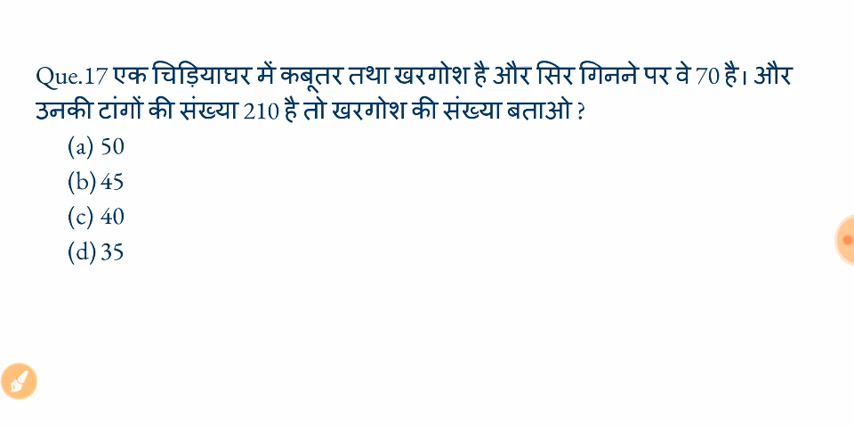 Que.17 एक चिड़ियाघर में कबूतर तथा खरगोश है और सिर गिनने पर वे 70 है। और
उनकी टांगों की संख्या 210 है तो खरगोश की संख्या बताओ ?
(a) 50
(b) 45
(c) 40
(d) 35